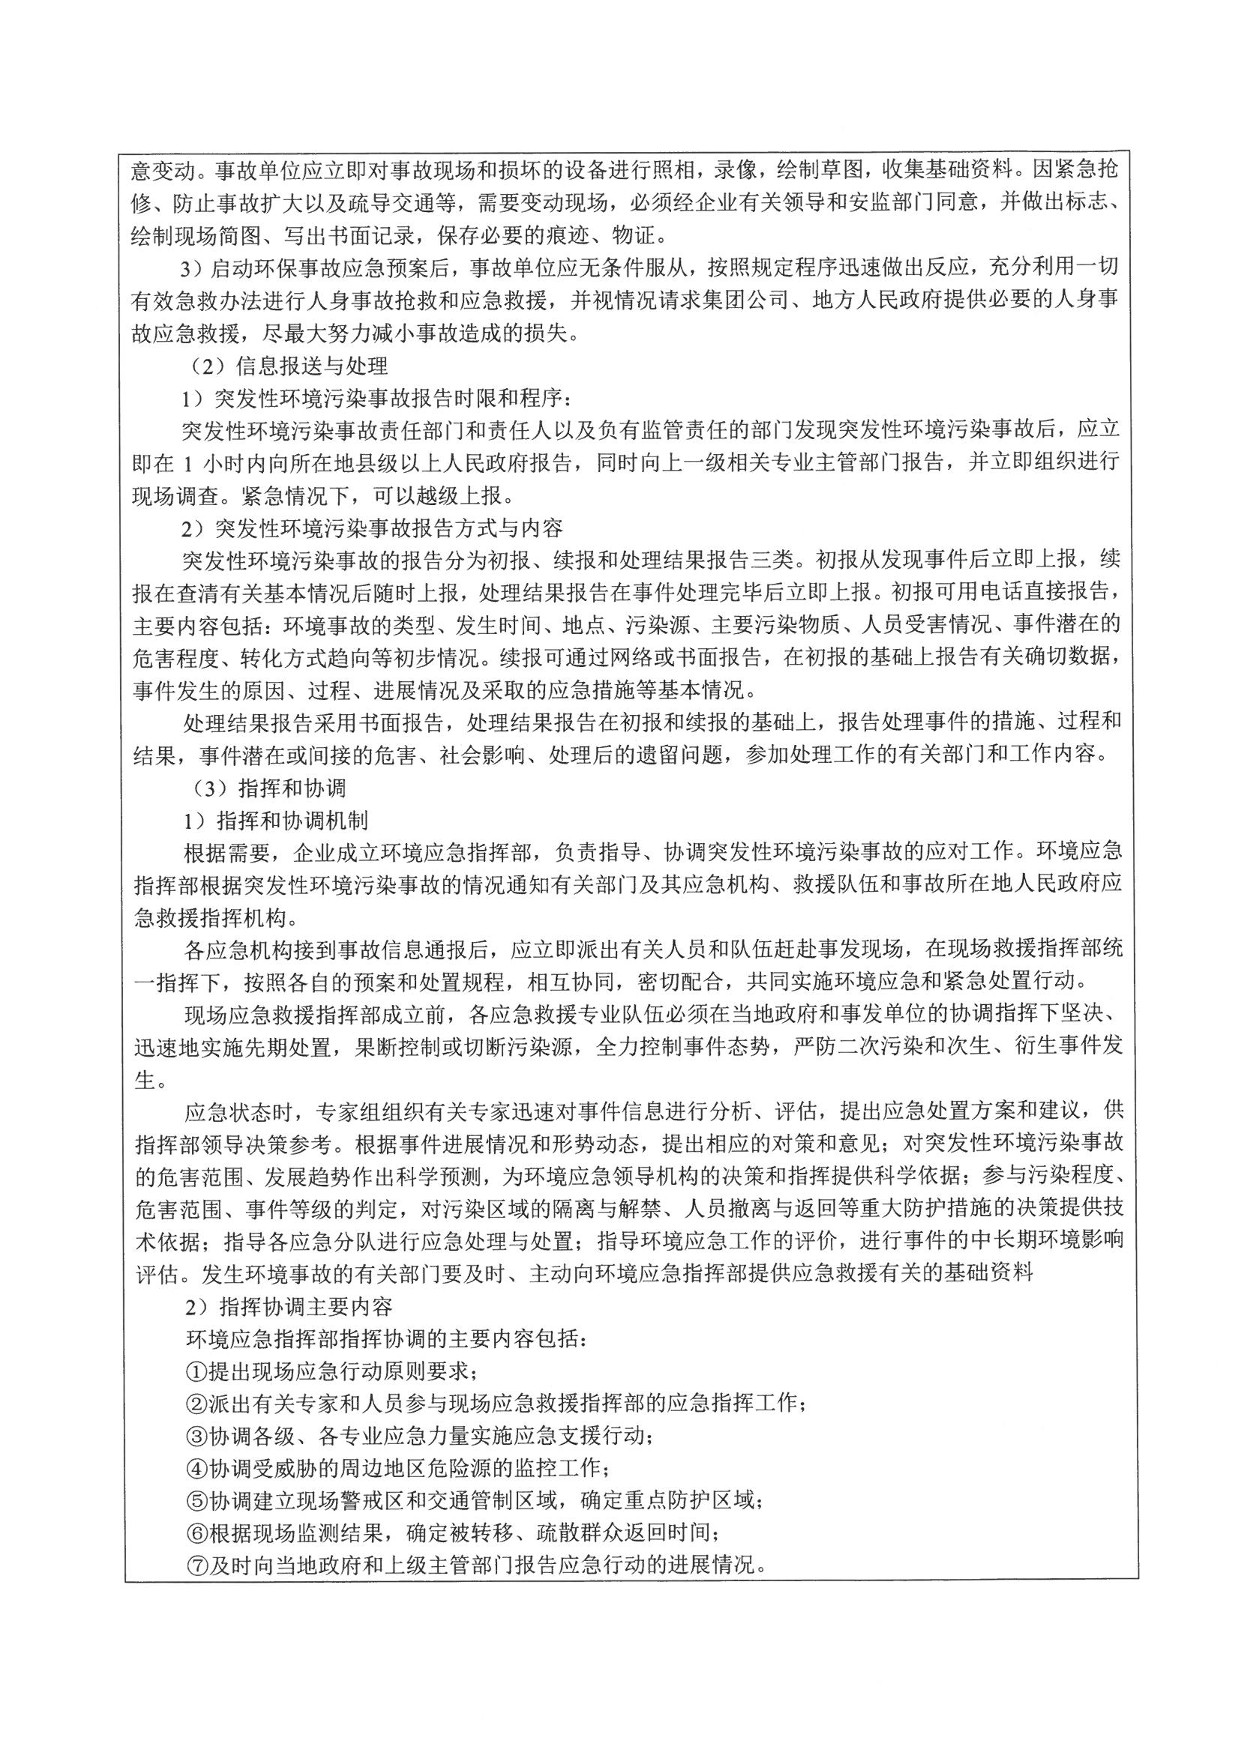 意变动。事故单位应立即对事故现场和损坏的设备进行照相，录像，绘制草图，收集基础资料。因紧急抢
修、防止事故扩大以及疏导交通等，需要变动现场，必须经企业有关领导和安监部门同意，并做出标志、
绘制现场简图、写出书面记录，保存必要的痕迹、物证。
3）启动环保事故应急预案后，事故单位应无条件服从，按照规定程序迅速做出反应，充分利用一切
有效急救办法进行人身事故抢救和应急救援，并视情况请求集团公司、地方人民政府提供必要的人身事
故应急救援，尽最大努力减小事故造成的损失。
（2）信息报送与处理
1）突发性环境污染事故报告时限和程序：
突发性环境污染事故责任部门和责任人以及负有监管责任的部门发现突发性环境污染事故后，应立
即在 1 小时内向所在地县级以上人民政府报告，同时向上一级相关专业主管部门报告，并立即组织进行
现场调查。紧急情况下，可以越级上报。
2）突发性环境污染事故报告方式与内容
突发性环境污染事故的报告分为初报、续报和处理结果报告三类。初报从发现事件后立即上报，续
报在查清有关基本情况后随时上报，处理结果报告在事件处理完毕后立即上报。初报可用电话直接报告，
主要内容包括：环境事故的类型、发生时间、地点、污染源、主要污染物质、人员受害情况、事件潜在的
危害程度、转化方式趋向等初步情况。续报可通过网络或书面报告，在初报的基础上报告有关确切数据，
事件发生的原因、过程、进展情况及采取的应急措施等基本情况。
处理结果报告采用书面报告，处理结果报告在初报和续报的基础上，报告处理事件的措施、过程和
结果，事件潜在或间接的危害、社会影响、处理后的遗留问题，参加处理工作的有关部门和工作内容。
（3）指挥和协调
1）指挥和协调机制
根据需要，企业成立环境应急指挥部，负责指导、协调突发性环境污染事故的应对工作。环境应急
指挥部根据突发性环境污染事故的情况通知有关部门及其应急机构、救援队伍和事故所在地人民政府应
急救援指挥机构。
各应急机构接到事故信息通报后，应立即派出有关人员和队伍赶赴事发现场，在现场救援指挥部统
一指挥下，按照各自的预案和处置规程，相互协同，密切配合，共同实施环境应急和紧急处置行动。
现场应急救援指挥部成立前，各应急救援专业队伍必须在当地政府和事发单位的协调指挥下坚决、
迅速地实施先期处置，果断控制或切断污染源，全力控制事件态势，严防二次污染和次生、衍生事件发
生。
应急状态时，专家组组织有关专家迅速对事件信息进行分析、评估，提出应急处置方案和建议，供
指挥部领导决策参考。根据事件进展情况和形势动态，提出相应的对策和意见；对突发性环境污染事故
的危害范围、发展趋势作出科学预测，为环境应急领导机构的决策和指挥提供科学依据；参与污染程度、
危害范围、事件等级的判定，对污染区域的隔离与解禁、人员撤离与返回等重大防护措施的决策提供技
术依据；指导各应急分队进行应急处理与处置；指导环境应急工作的评价，进行事件的中长期环境影响
评估。发生环境事故的有关部门要及时、主动向环境应急指挥部提供应急救援有关的基础资料
2）指挥协调主要内容
环境应急指挥部指挥协调的主要内容包括：
①提出现场应急行动原则要求；
②派出有关专家和人员参与现场应急救援指挥部的应急指挥工作；
③协调各级、各专业应急力量实施应急支援行动；
④协调受威胁的周边地区危险源的监控工作；
⑤协调建立现场警戒区和交通管制区域，确定重点防护区域；
⑥根据现场监测结果，确定被转移、疏散群众返回时间；
⑦及时向当地政府和上级主管部门报告应急行动的进展情况。